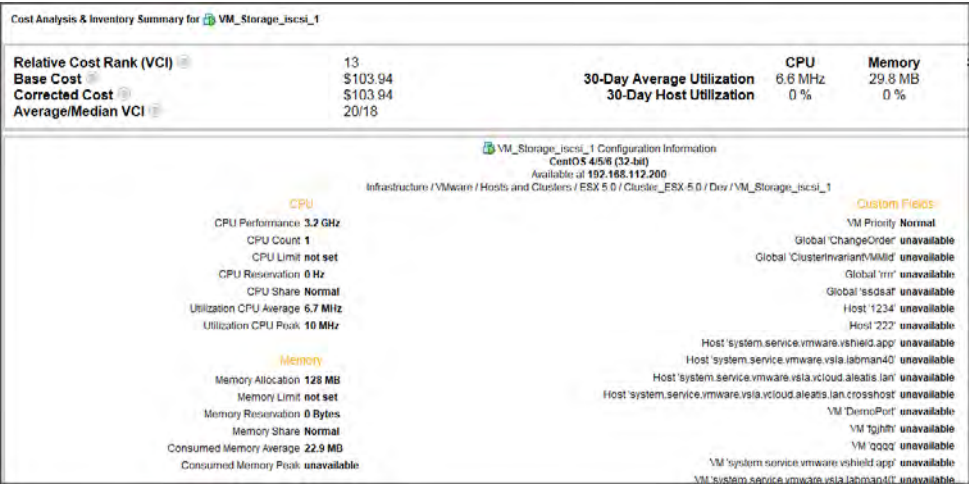 Cost Analysis & Inventory Summary for VM_Storage_iscsi_1
Relative Cost Rank (VCI) 13
Base Cost $103.94
Corrected Cost $103.94
Average/Median VCI 20/18
CPU Memory
30-Day Average Utilization 6.6 MHz 29.8 MB
30-Day Host Utilization 0 % 0 %
VM_Storage_iscsi_1 Configuration Information
CentOS 4/5/6 (32-bit)
Available at 192.168.112.200
Infrastructure / VMware / Hosts and Clusters / ESX 5.0 / Cluster_ESX-5.0 / Dev / VM_Storage_iscsi_1
CPU
CPU Performance 3.2 GHz
CPU Count 1
CPU Limit not set
CPU Reservation 0 Hz
CPU Share Normal
Utilization CPU Average 6.7 MHz
Utilization CPU Peak 10 MHz
Memory
Memory Allocation 128 MB
Memory Limit not set
Memory Reservation 0 Bytes
Memory Share Normal
Consumed Memory Average 22.9 MB
Consumed Memory Peak unavailable
Custom Fields
VM Priority Normal
Global 'ChangeOrder' unavailable
Global 'ClusterInvariantVMMId' unavailable
Global 'rrrr' unavailable
Global 'ssdsaf' unavailable
Host '1234' unavailable
Host '222' unavailable
Host 'system.service.vmware.vshield.app' unavailable
Host 'system.service.vmware.vsla.labman40' unavailable
Host 'system.service.vmware.vsla.vcloud.aleatis.lan' unavailable
Host 'system.service.vmware.vsla.vcloud.aleatis.lan.crosshost' unavailable
VM 'DemoPort' unavailable
VM 'fgjhfh' unavailable
VM 'qqqq' unavailable
VM 'system.service.vmware.vshield.app' unavailable
VM 'system.service.vmware.vsla.labman40' unavailable